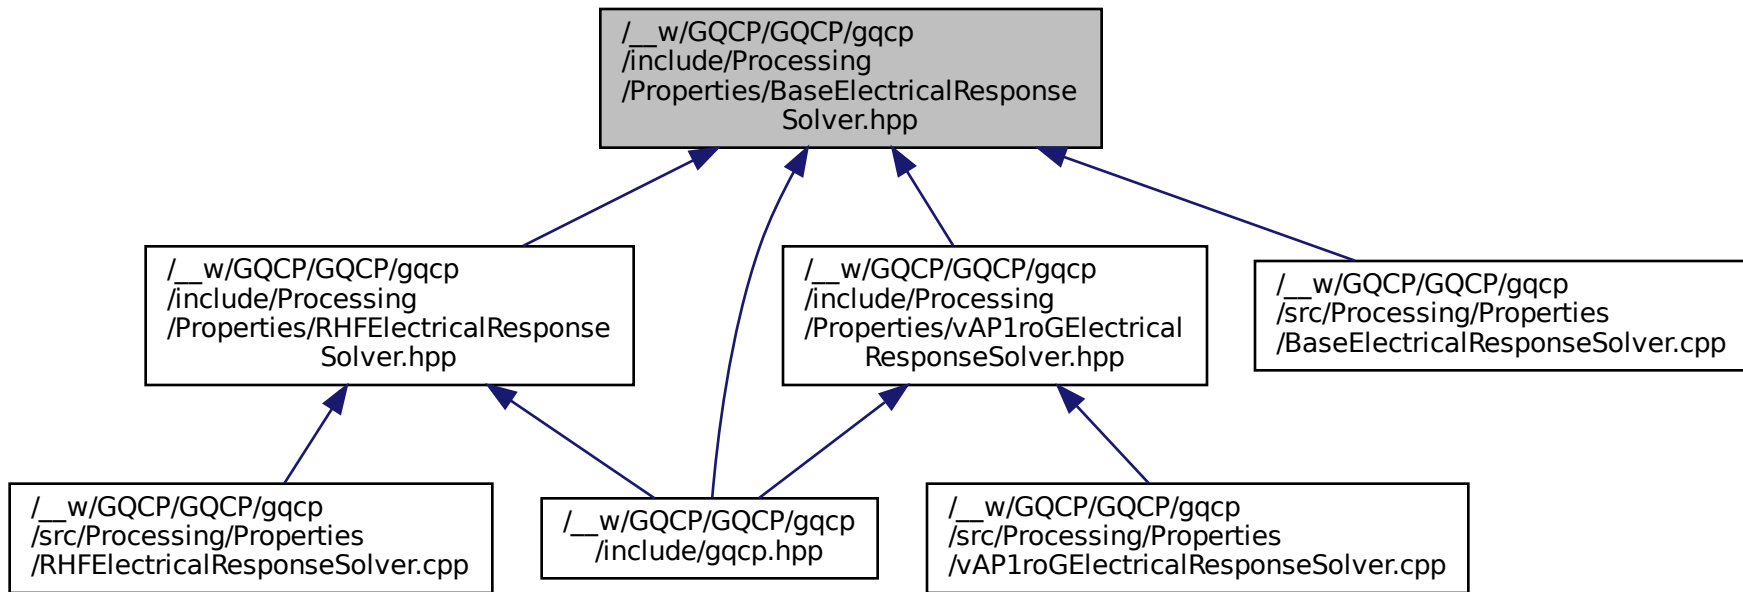 /__w/GQCP/GQCP/gqcp
/include/Processing
/Properties/BaseElectricalResponse
Solver.hpp
/__w/GQCP/GQCP/gqcp
/include/Processing
/Properties/RHFElectricalResponse
Solver.hpp
/__w/GQCP/GQCP/gqcp
/include/Processing
/Properties/vAP1roGElectrical
ResponseSolver.hpp
/__w/GQCP/GQCP/gqcp
/src/Processing/Properties
/BaseElectricalResponseSolver.cpp
/__w/GQCP/GQCP/gqcp
/src/Processing/Properties
/RHFElectricalResponseSolver.cpp
/__w/GQCP/GQCP/gqcp
/include/gqcp.hpp
/__w/GQCP/GQCP/gqcp
/src/Processing/Properties
/vAP1roGElectricalResponseSolver.cpp